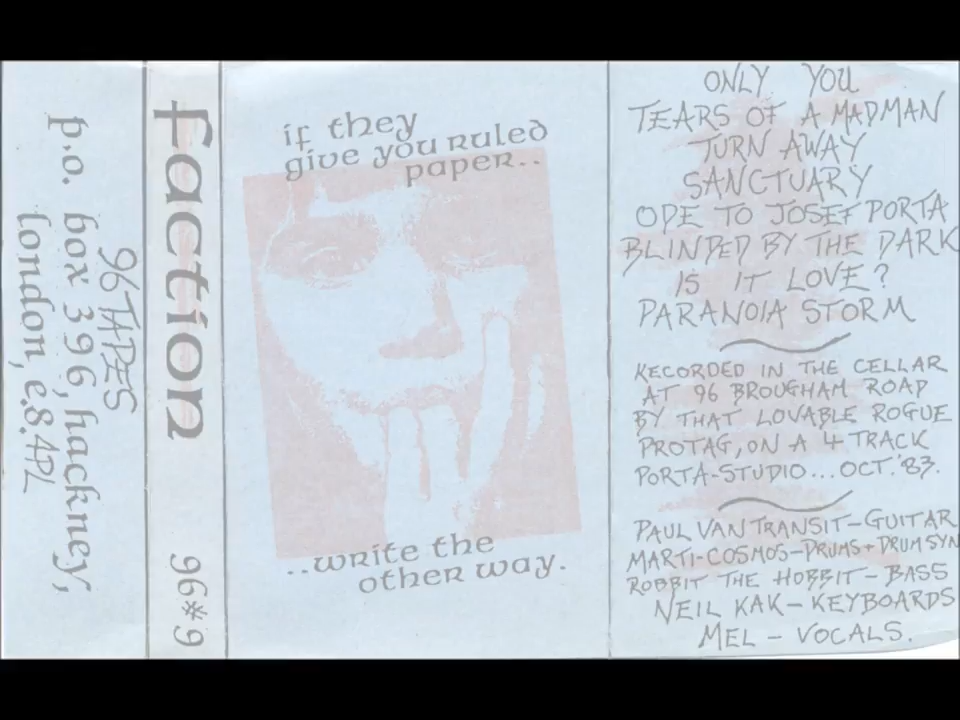 96 TAPES
p.o. box 396, hackney,
london, e.8.4PL
faction
96*9
if they
give you ruled
paper..
..write the
other way.
ONLY YOU
TEARS OF A MADMAN
TURN AWAY
SANCTUARY
ODE TO JOSEF PORTA
BLINDED BY THE DARK
IS IT LOVE?
PARANOIA STORM
RECORDED IN THE CELLAR
AT 96 BROUGHAM ROAD
BY THAT LOVABLE ROGUE
PROTAG, ON A 4 TRACK
PORTA-STUDIO... OCT.'83.
PAUL VAN TRANSIT - GUITAR
MARTI-COSMOS - DRUMS + DRUM SYN
ROBBIT THE HOBBIT - BASS
NEIL KAK - KEYBOARDS
MEL - VOCALS.